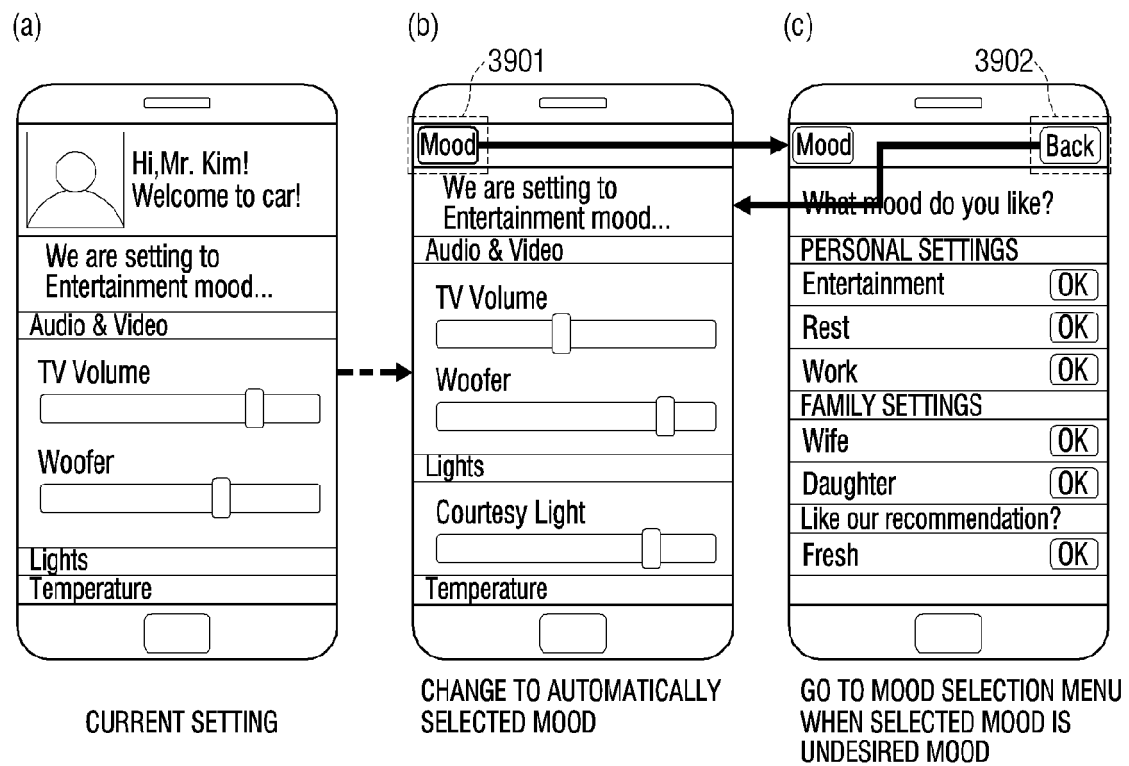 (a)
Hi,Mr. Kim!
Welcome to car!
We are setting to
Entertainment mood...
Audio & Video
TV Volume
Woofer
Lights
Temperature
CURRENT SETTING
(b)
3901
Mood
We are setting to
Entertainment mood...
Audio & Video
TV Volume
Woofer
Lights
Courtesy Light
Temperature
CHANGE TO AUTOMATICALLY
SELECTED MOOD
(c)
3902
Mood Back
What mood do you like?
PERSONAL SETTINGS
Entertainment OK
Rest OK
Work OK
FAMILY SETTINGS
Wife OK
Daughter OK
Like our recommendation?
Fresh OK
GO TO MOOD SELECTION MENU
WHEN SELECTED MOOD IS
UNDESIRED MOOD